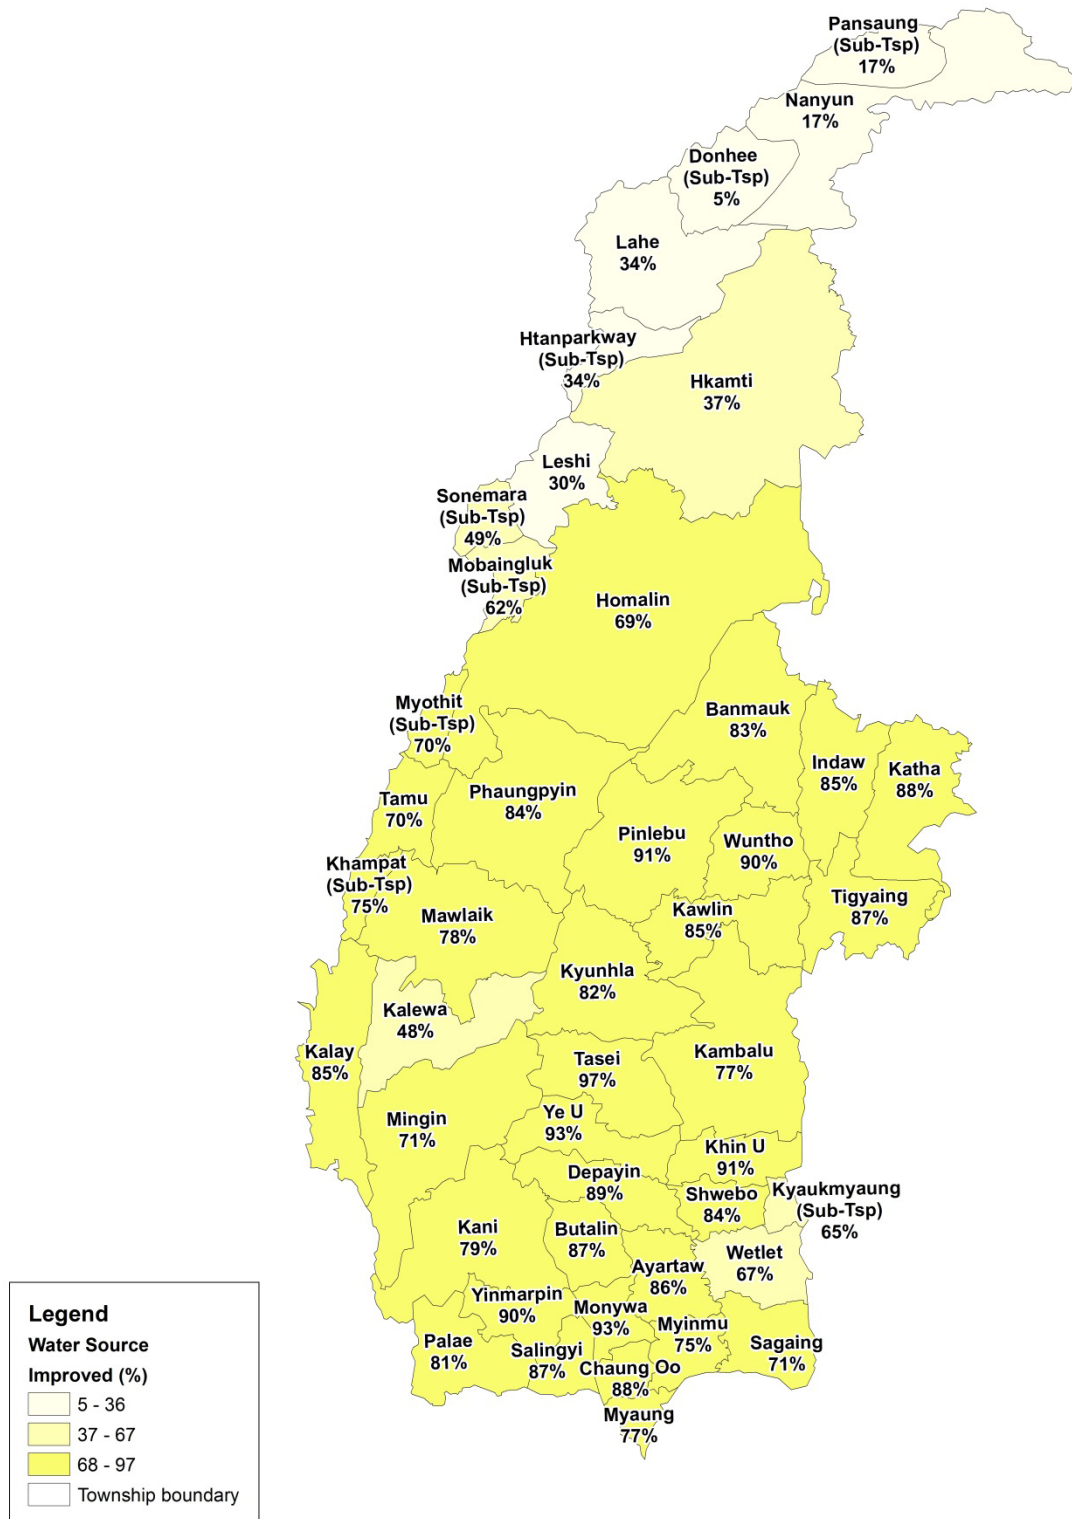 Pansaung
(Sub-Tsp)
17%
Nanyun
17%
Donhee
(Sub-Tsp)
5%
Lahe
34%
Htanparkway
(Sub-Tsp)
34%
Hkamti
37%
Leshi
30%
Sonemara
(Sub-Tsp)
49%
Mobaingluk
(Sub-Tsp)
62%
Homalin
69%
Myothit
(Sub-Tsp)
70%
Banmauk
83%
Indaw
85%
Katha
88%
Tamu
70%
Phaungpyin
84%
Pinlebu
91%
Wuntho
90%
Khampat
(Sub-Tsp)
75%
Mawlaik
78%
Kawlin
85%
Tigyaing
87%
Kyunhla
82%
Kalewa
48%
Kalay
85%
Tasei
97%
Kambalu
77%
Mingin
71%
Ye U
93%
Khin U
91%
Depayin
89%
Shwebo
84%
Kyaukmyaung
(Sub-Tsp)
65%
Kani
79%
Butalin
87%
Wetlet
67%
Ayartaw
86%
Yinmarpin
90%
Monywa
93%
Myinmu
75%
Sagaing
71%
Palae
81%
Salingyi
87%
Chaung Oo
88%
Myaung
77%
Legend
Water Source
Improved (%)
5 - 36
37 - 67
68 - 97
Township boundary